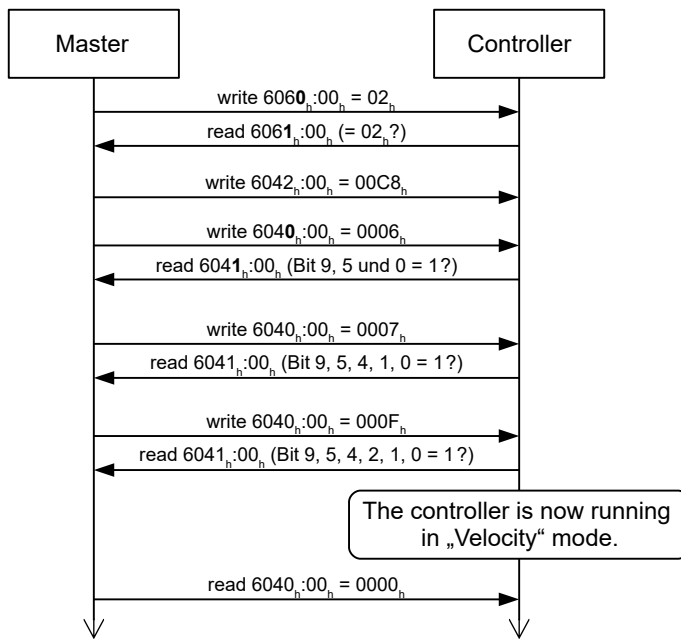 Master
Controller
write 6060ₕ:00ₕ = 02ₕ
read 6061ₕ:00ₕ (= 02ₕ?)
write 6042ₕ:00ₕ = 00C8ₕ
write 6040ₕ:00ₕ = 0006ₕ
read 6041ₕ:00ₕ (Bit 9, 5 und 0 = 1?)
write 6040ₕ:00ₕ = 0007ₕ
read 6041ₕ:00ₕ (Bit 9, 5, 4, 1, 0 = 1?)
write 6040ₕ:00ₕ = 000Fₕ
read 6041ₕ:00ₕ (Bit 9, 5, 4, 2, 1, 0 = 1?)
The controller is now running
in „Velocity“ mode.
read 6040ₕ:00ₕ = 0000ₕ